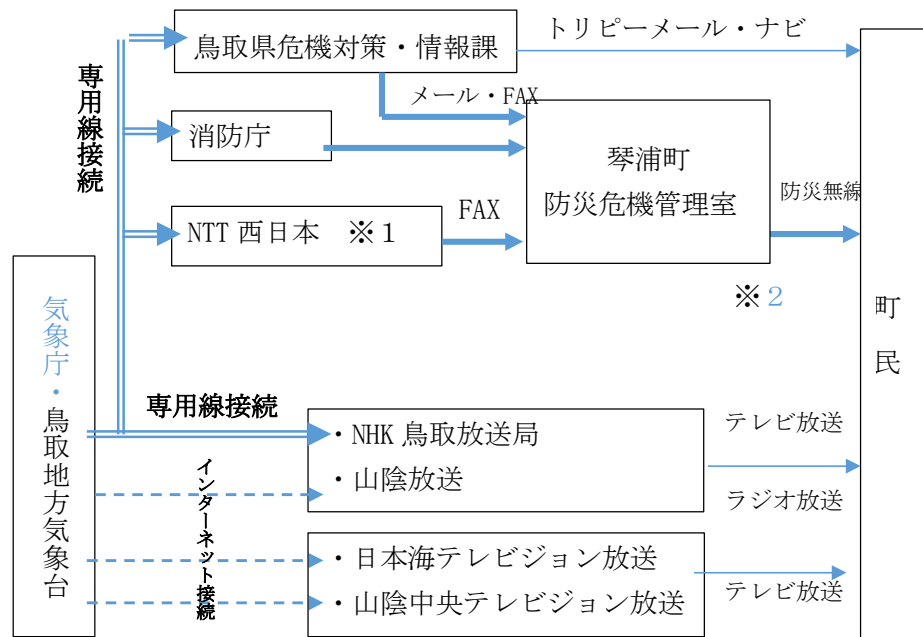 鳥取県危機対策・情報課
トリピーメール・ナビ
専用線接続
メール・FAX
消防庁
琴浦町
防災危機管理室
防災無線
NTT 西日本　※１
FAX
※２
町民
気象庁・鳥取地方気象台
専用線接続
・NHK 鳥取放送局
・山陰放送
テレビ放送
ラジオ放送
インターネット接続
・日本海テレビジョン放送
・山陰中央テレビジョン放送
テレビ放送